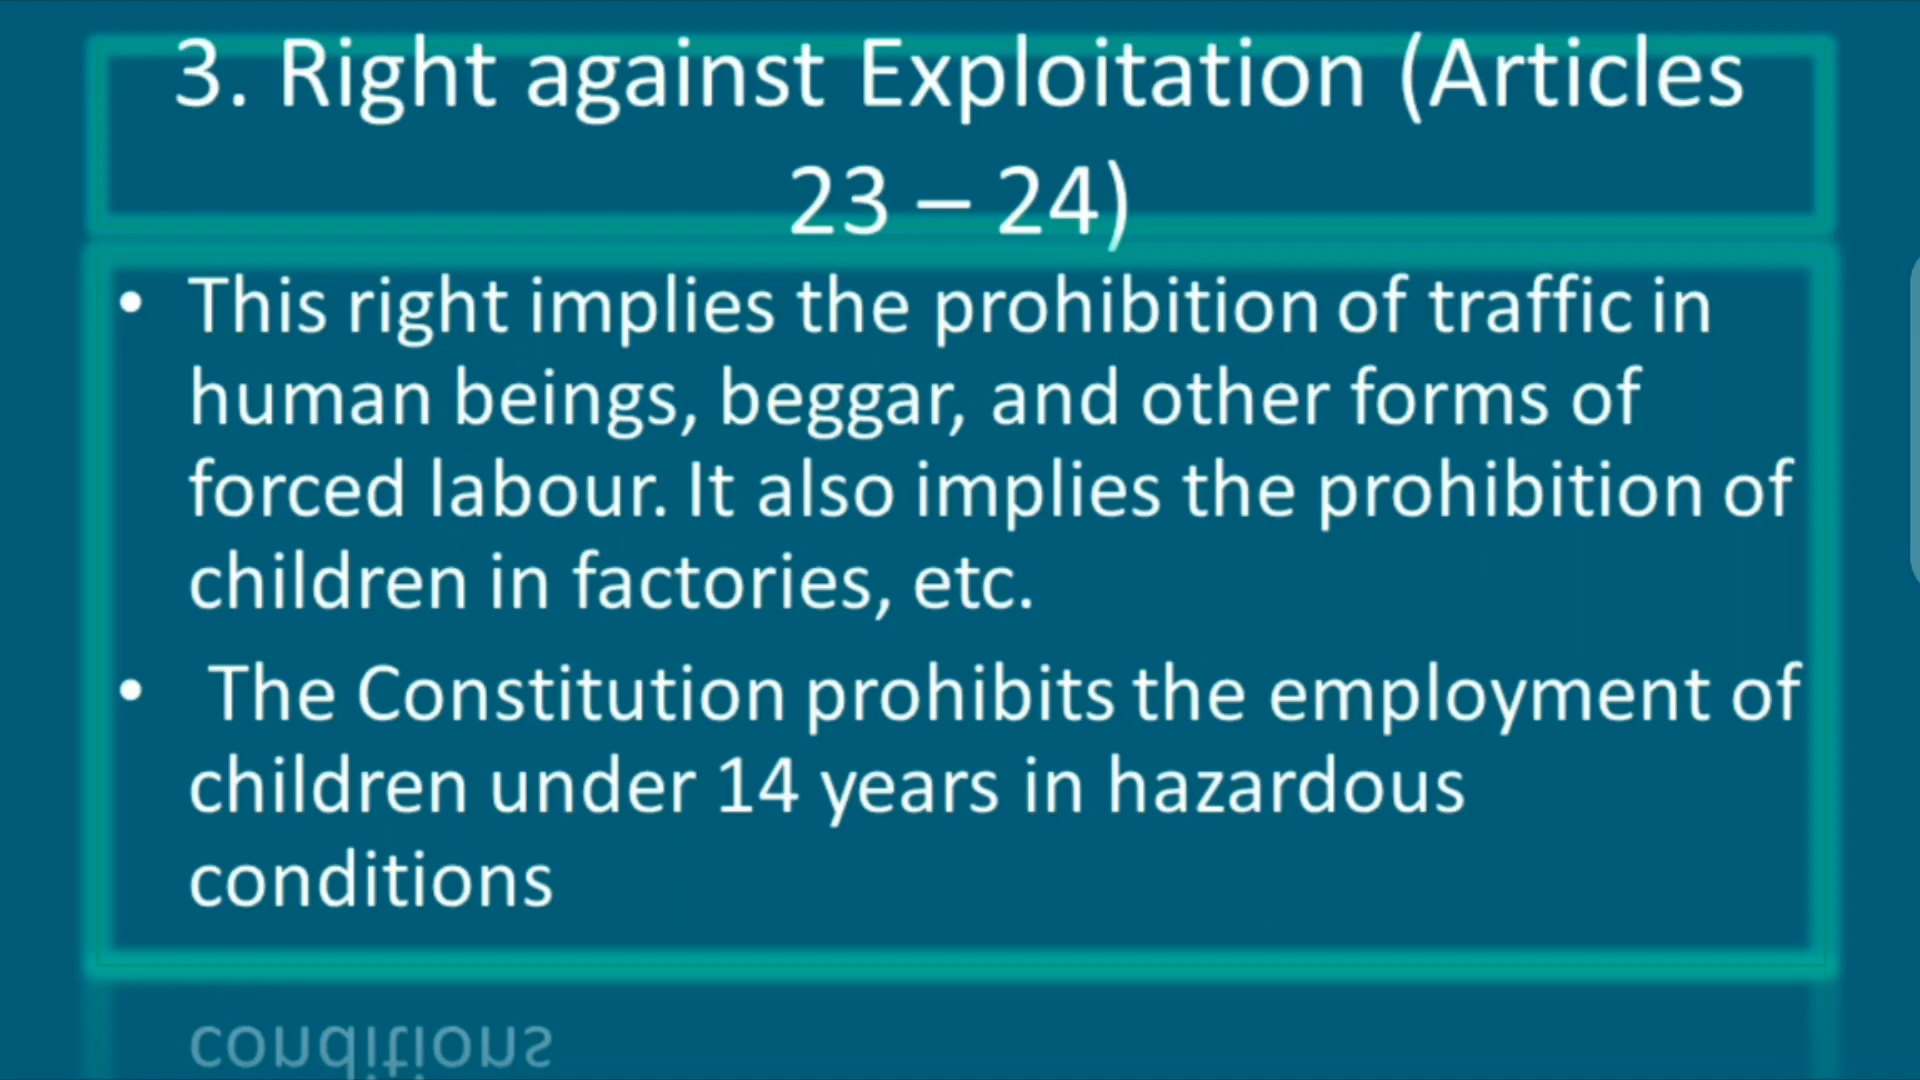 3. Right against Exploitation (Articles
23 – 24)
• This right implies the prohibition of traffic in
human beings, beggar, and other forms of
forced labour. It also implies the prohibition of
children in factories, etc.
• The Constitution prohibits the employment of
children under 14 years in hazardous
conditions
conditions